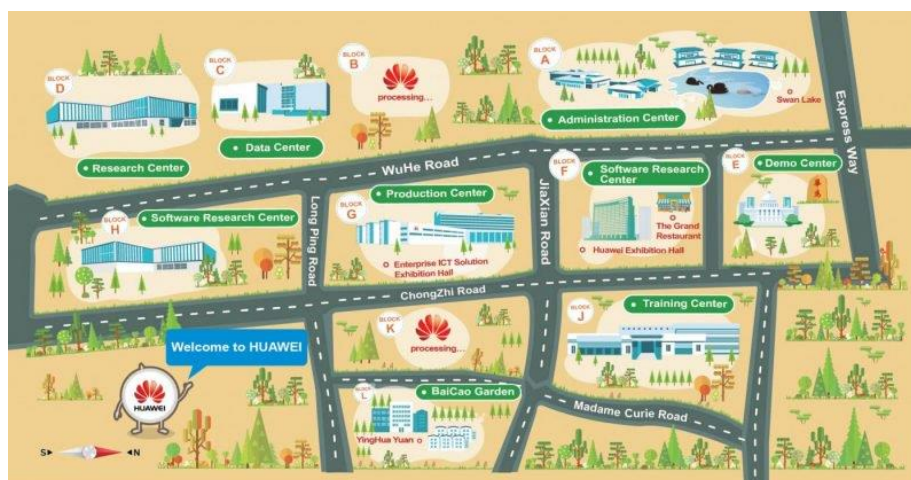 BLOCK
D
Research Center
BLOCK
C
Data Center
BLOCK
B
processing...
BLOCK
A
Administration Center
Swan Lake
Express Way
WuHe Road
BLOCK
H
Software Research Center
Long Ping Road
BLOCK
G
Production Center
Enterprise ICT Solution
Exhibition Hall
JiaXian Road
BLOCK
F
Software Research
Center
The Grand
Restaurant
Huawei Exhibition Hall
BLOCK
E
Demo Center
ChongZhi Road
Welcome to HUAWEI
HUAWEI
BLOCK
K
processing...
BLOCK
J
Training Center
BLOCK
L
BaiCao Garden
YingHua Yuan
Madame Curie Road
S
N